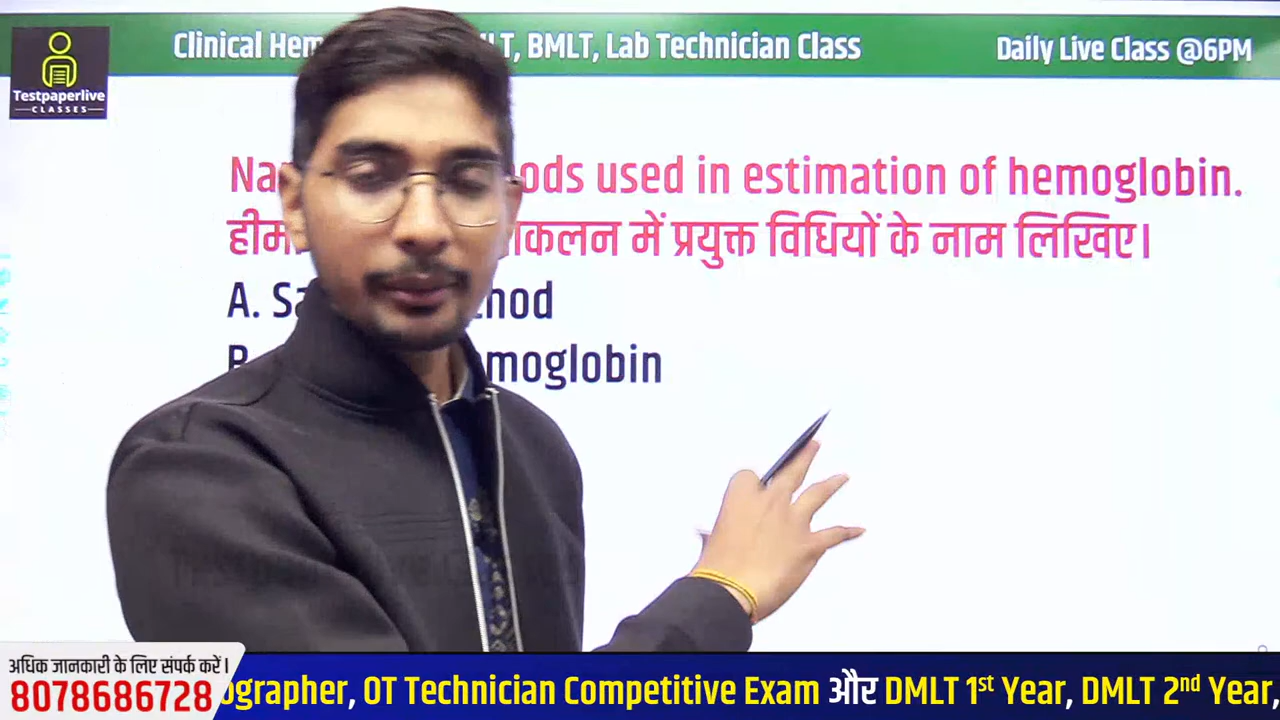 Clinical Hem LT, BMLT, Lab Technician Class
Daily Live Class @6PM
Testpaperlive
CLASSES
Na ods used in estimation of hemoglobin.
हीम ाकलन में प्रयुक्त विधियों के नाम लिखिए।
A. Sa thod
B. moglobin
अधिक जानकारी के लिए संपर्क करें।
8078686728
ographer, OT Technician Competitive Exam और DMLT 1st Year, DMLT 2nd Year,